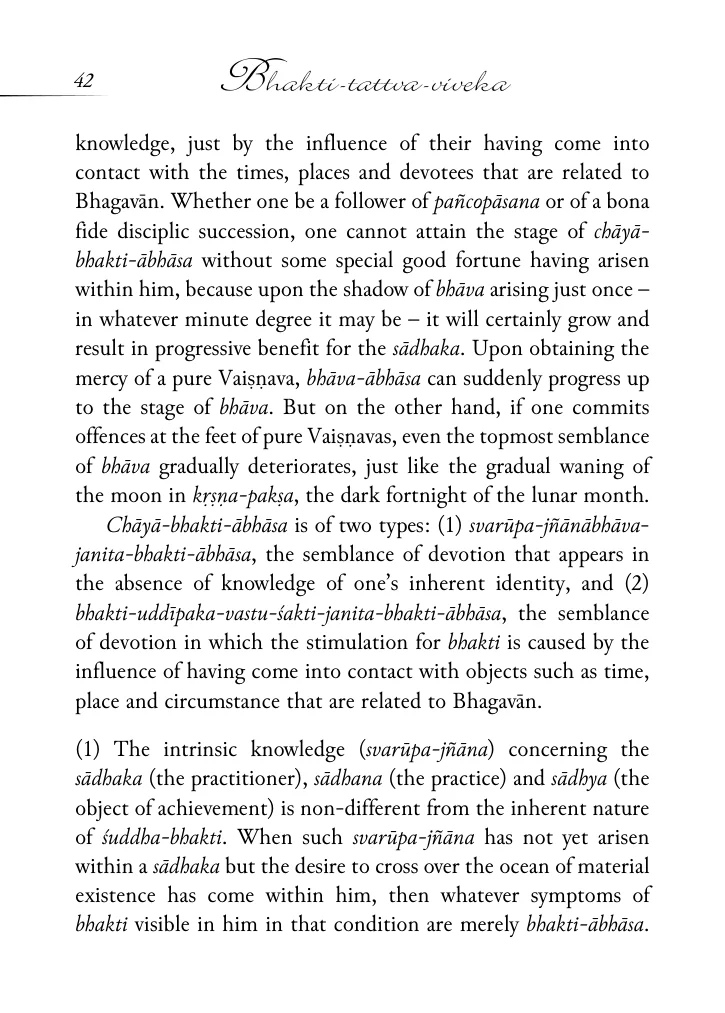 42
Bhakti-tattva-viveka
knowledge, just by the influence of their having come into
contact with the times, places and devotees that are related to
Bhagavān. Whether one be a follower of pañcopāsana or of a bona
fide disciplic succession, one cannot attain the stage of chāyā-
bhakti-ābhāsa without some special good fortune having arisen
within him, because upon the shadow of bhāva arising just once –
in whatever minute degree it may be – it will certainly grow and
result in progressive benefit for the sādhaka. Upon obtaining the
mercy of a pure Vaiṣṇava, bhāva-ābhāsa can suddenly progress up
to the stage of bhāva. But on the other hand, if one commits
offences at the feet of pure Vaiṣṇavas, even the topmost semblance
of bhāva gradually deteriorates, just like the gradual waning of
the moon in kṛṣṇa-pakṣa, the dark fortnight of the lunar month.
Chāyā-bhakti-ābhāsa is of two types: (1) svarūpa-jñānābhāva-
janita-bhakti-ābhāsa, the semblance of devotion that appears in
the absence of knowledge of one’s inherent identity, and (2)
bhakti-uddīpaka-vastu-śakti-janita-bhakti-ābhāsa, the semblance
of devotion in which the stimulation for bhakti is caused by the
influence of having come into contact with objects such as time,
place and circumstance that are related to Bhagavān.
(1) The intrinsic knowledge (svarūpa-jñāna) concerning the
sādhaka (the practitioner), sādhana (the practice) and sādhya (the
object of achievement) is non-different from the inherent nature
of śuddha-bhakti. When such svarūpa-jñāna has not yet arisen
within a sādhaka but the desire to cross over the ocean of material
existence has come within him, then whatever symptoms of
bhakti visible in him in that condition are merely bhakti-ābhāsa.